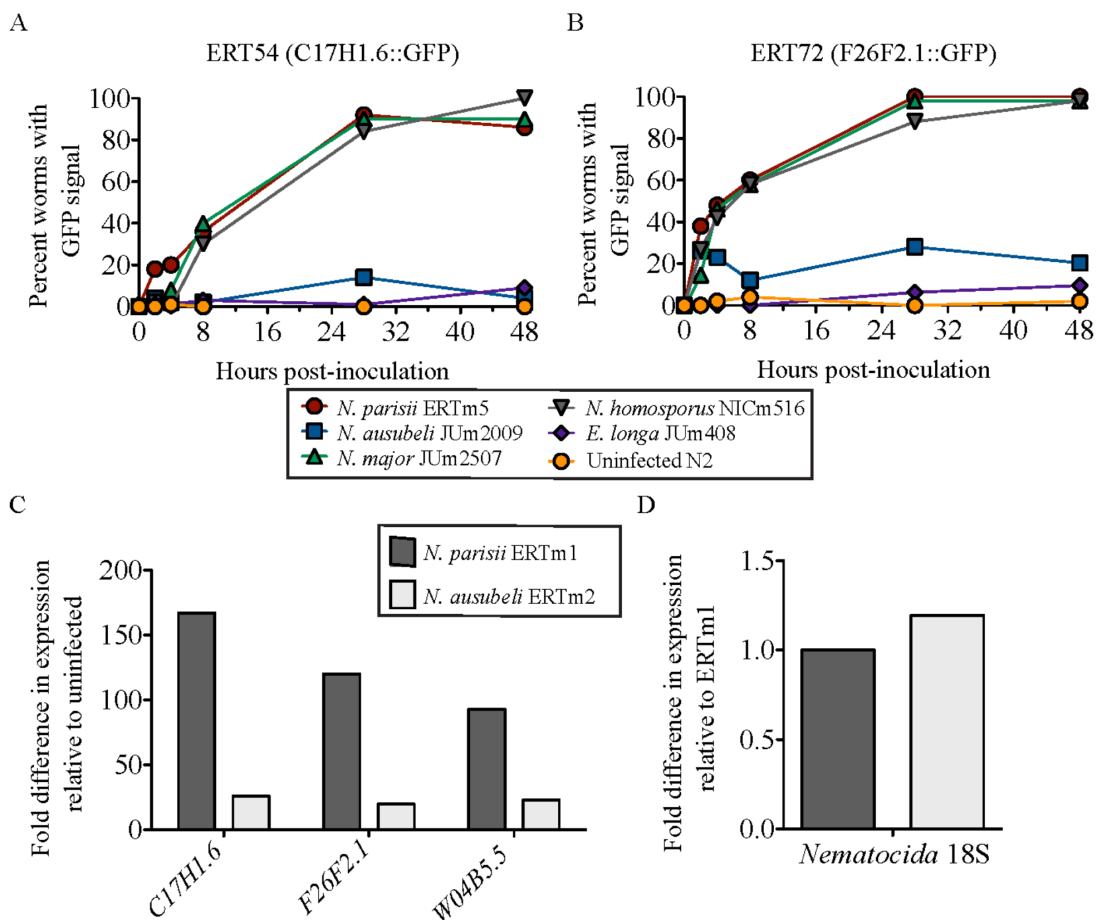 A
ERT54 (C17H1.6::GFP)
Percent worms with
GFP signal
100
80
60
40
20
0
0
8
16
24
32
40
48
Hours post-inoculation
B
ERT72 (F26F2.1::GFP)
Percent worms with
GFP signal
100
80
60
40
20
0
0
8
16
24
32
40
48
Hours post-inoculation
N. parisii ERTm5
N. ausubeli JUm2009
N. major JUm2507
N. homosporus NICm516
E. longa JUm408
Uninfected N2
C
Fold difference in expression
relative to uninfected
200
150
100
50
0
C17H1.6
F26F2.1
W04B5.5
N. parisii ERTm1
N. ausubeli ERTm2
D
Fold difference in expression
relative to ERTm1
1.5
1.0
0.5
0.0
Nematocida 18S